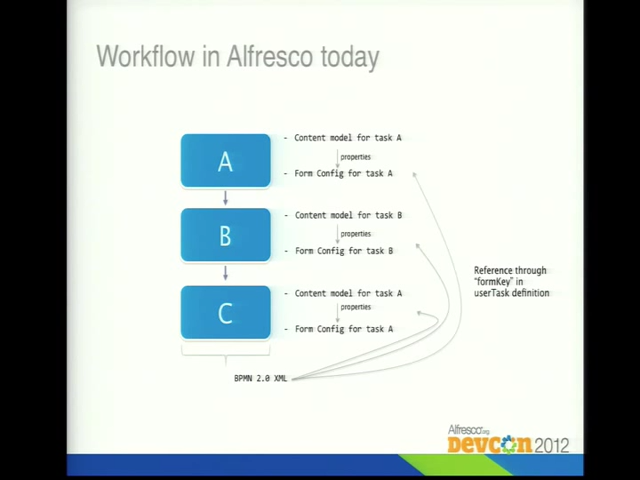 Workflow in Alfresco today
A
- Content model for task A
properties
- Form Config for task A
B
- Content model for task B
properties
- Form Config for task B
C
- Content model for task A
properties
- Form Config for task A
Reference through
"formKey" in
userTask definition
BPMN 2.0 XML
Alfresco.org
DEVCON 2012